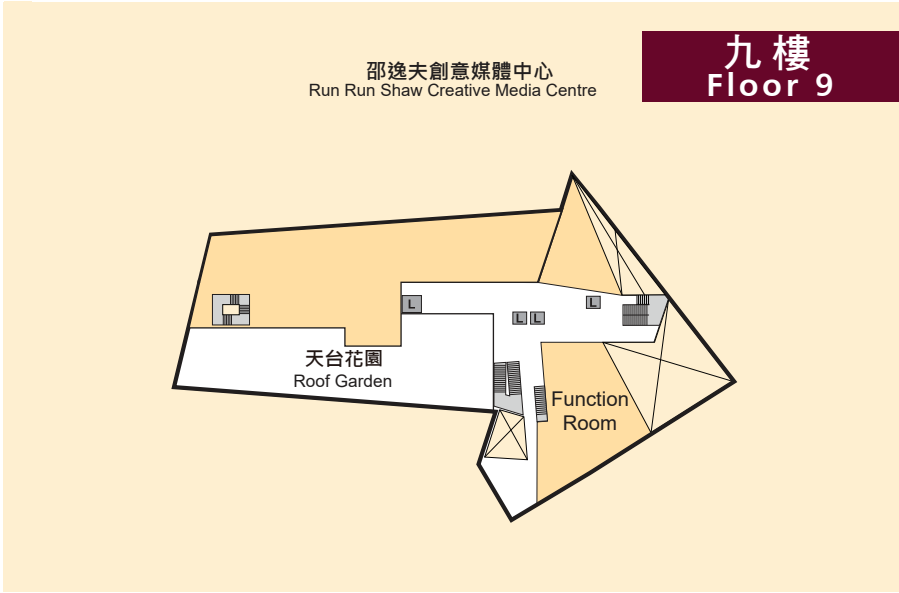 邵逸夫創意媒體中心
Run Run Shaw Creative Media Centre
九樓
Floor 9
L
L
L
L
天台花園
Roof Garden
Function
Room